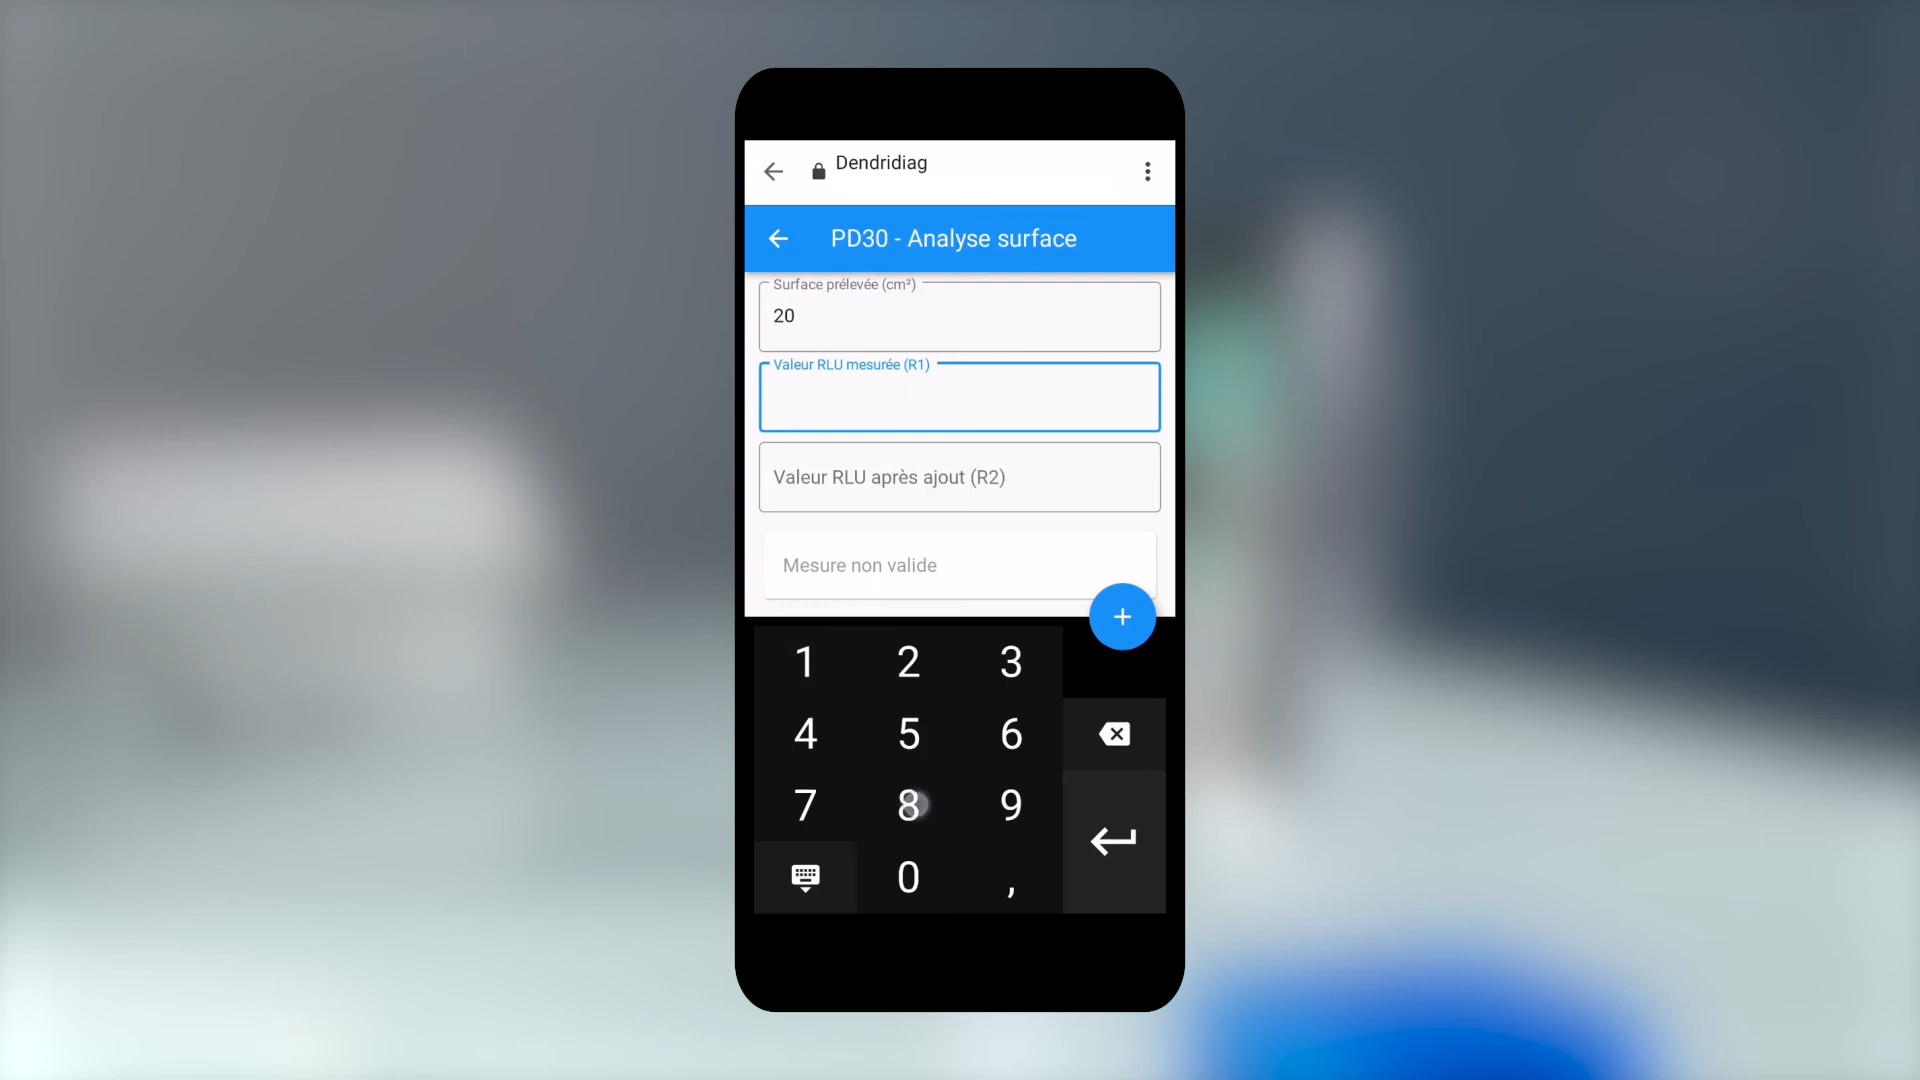 Dendridiag
PD30 - Analyse surface
Surface prélevée (cm²)
20
Valeur RLU mesurée (R1)
Valeur RLU après ajout (R2)
Mesure non valide
+
1 2 3
4 5 6
7 8 9
0 ,